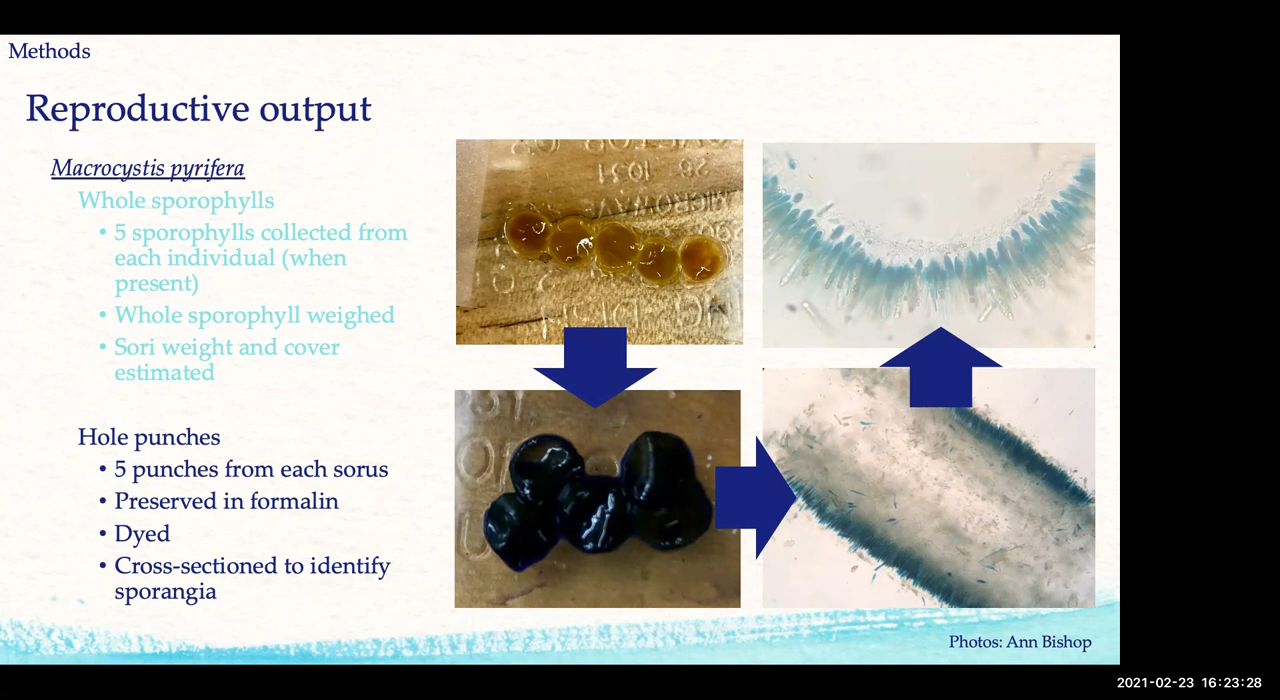 Methods
Reproductive output
Macrocystis pyrifera
Whole sporophylls
• 5 sporophylls collected from
each individual (when
present)
• Whole sporophyll weighed
• Sori weight and cover
estimated
Hole punches
• 5 punches from each sorus
• Preserved in formalin
• Dyed
• Cross-sectioned to identify
sporangia
Photos: Ann Bishop
2021-02-23 16:23:28